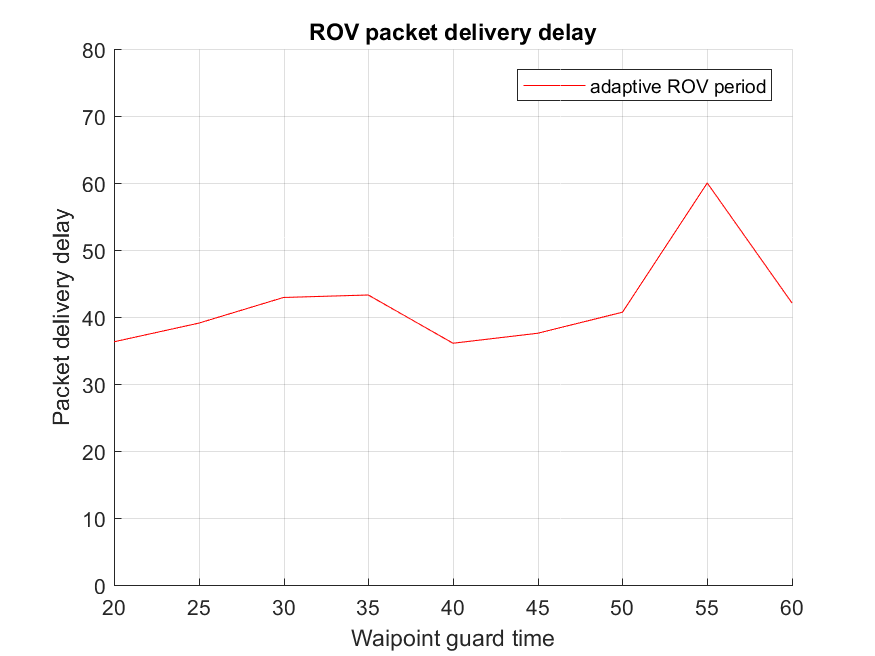 ROV packet delivery delay
adaptive ROV period
80
70
60
50
40
30
20
10
0
Packet delivery delay
20 25 30 35 40 45 50 55 60
Waipoint guard time